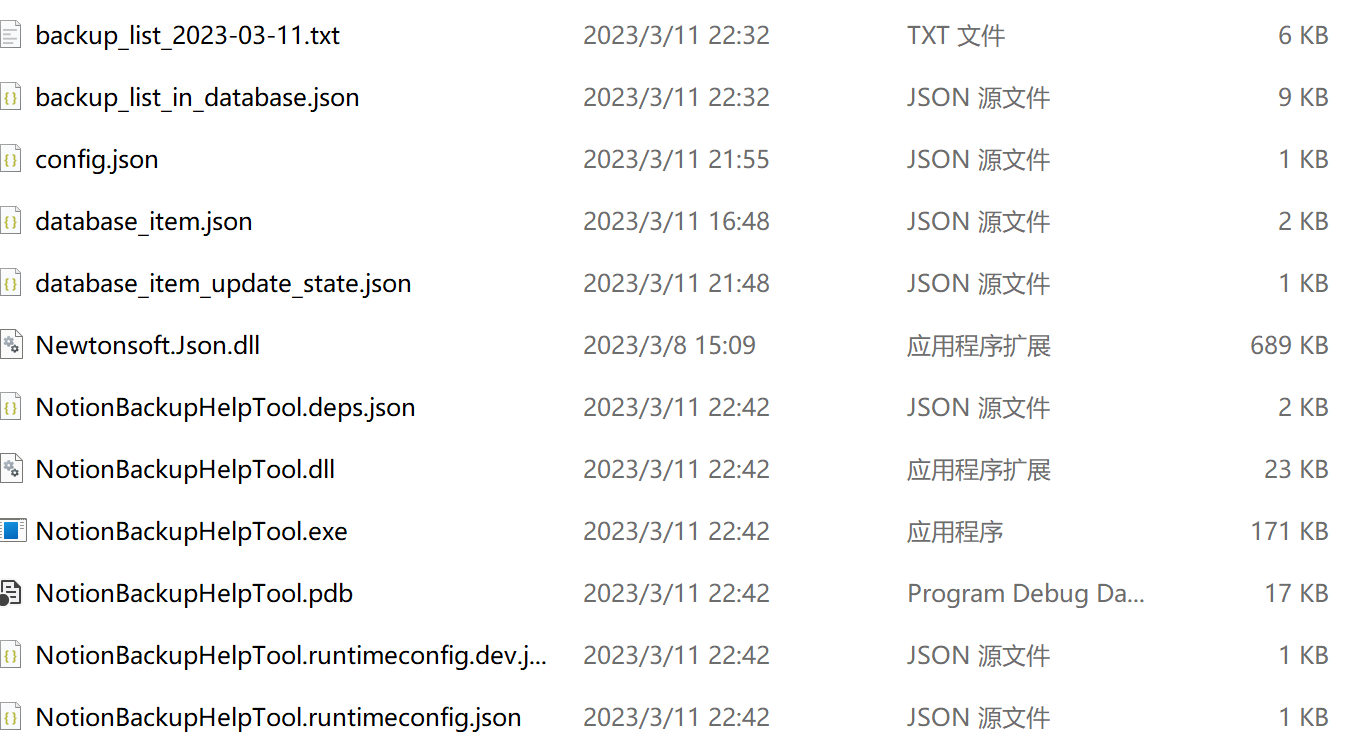 backup_list_2023-03-11.txt 2023/3/11 22:32 TXT 文件 6 KB
backup_list_in_database.json 2023/3/11 22:32 JSON 源文件 9 KB
config.json 2023/3/11 21:55 JSON 源文件 1 KB
database_item.json 2023/3/11 16:48 JSON 源文件 2 KB
database_item_update_state.json 2023/3/11 21:48 JSON 源文件 1 KB
Newtonsoft.Json.dll 2023/3/8 15:09 应用程序扩展 689 KB
NotionBackupHelpTool.deps.json 2023/3/11 22:42 JSON 源文件 2 KB
NotionBackupHelpTool.dll 2023/3/11 22:42 应用程序扩展 23 KB
NotionBackupHelpTool.exe 2023/3/11 22:42 应用程序 171 KB
NotionBackupHelpTool.pdb 2023/3/11 22:42 Program Debug Da... 17 KB
NotionBackupHelpTool.runtimeconfig.dev.j... 2023/3/11 22:42 JSON 源文件 1 KB
NotionBackupHelpTool.runtimeconfig.json 2023/3/11 22:42 JSON 源文件 1 KB